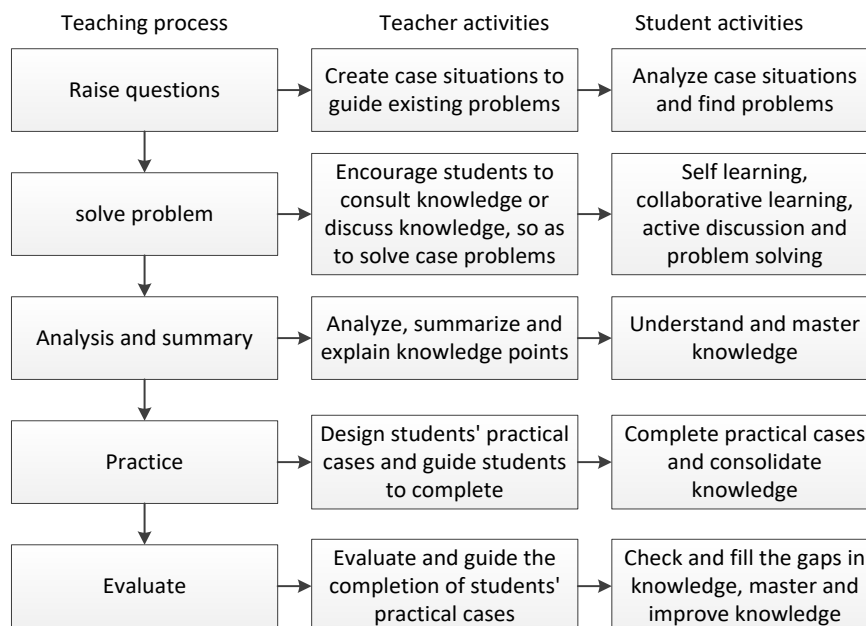 Teaching process
Teacher activities
Student activities
Raise questions
Create case situations to
guide existing problems
Analyze case situations
and find problems
solve problem
Encourage students to
consult knowledge or
discuss knowledge, so as
to solve case problems
Self learning,
collaborative learning,
active discussion and
problem solving
Analysis and summary
Analyze, summarize and
explain knowledge points
Understand and master
knowledge
Practice
Design students' practical
cases and guide students
to complete
Complete practical cases
and consolidate
knowledge
Evaluate
Evaluate and guide the
completion of students'
practical cases
Check and fill the gaps in
knowledge, master and
improve knowledge